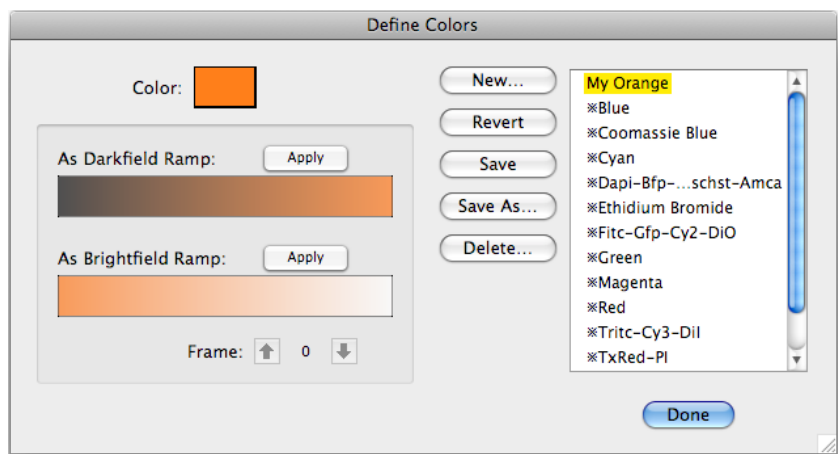 Define Colors
Color:
As Darkfield Ramp: Apply
As Brightfield Ramp: Apply
Frame: 0
New...
Revert
Save
Save As...
Delete...
My Orange
※Blue
※Coomassie Blue
※Cyan
※Dapi-Bfp-...schst-Amca
※Ethidium Bromide
※Fitc-Gfp-Cy2-DiO
※Green
※Magenta
※Red
※Tritc-Cy3-DiI
※TxRed-PI
Done